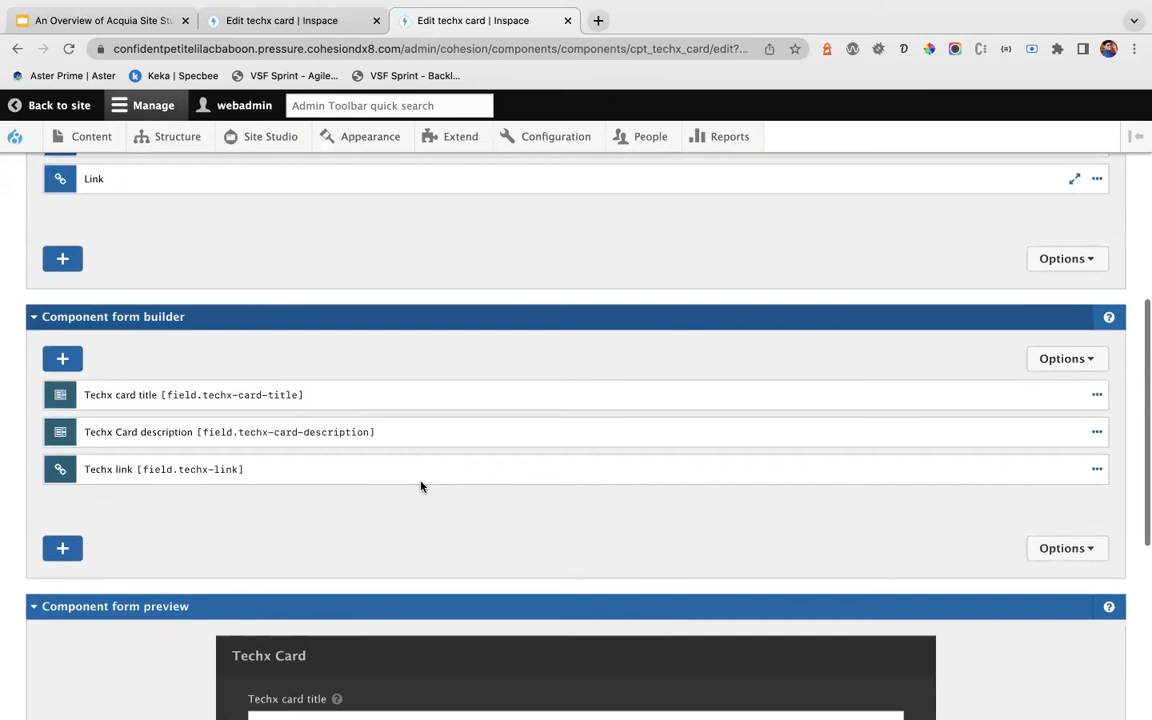 An Overview of Acquia Site Stu
Edit techx card | Inspace
Edit techx card | Inspace
confidentpetitelilacbaboon.pressure.cohesiondx8.com/admin/cohesion/components/components/cpt_techx_card/edit?...
Aster Prime | Aster
Keka | Specbee
VSF Sprint - Agile...
VSF Sprint - Backl...
Back to site
Manage
webadmin
Admin Toolbar quick search
Content
Structure
Site Studio
Appearance
Extend
Configuration
People
Reports
Link
Options
Component form builder
Options
Techx card title [field.techx-card-title]
Techx Card description [field.techx-card-description]
Techx link [field.techx-link]
Options
Component form preview
Techx Card
Techx card title